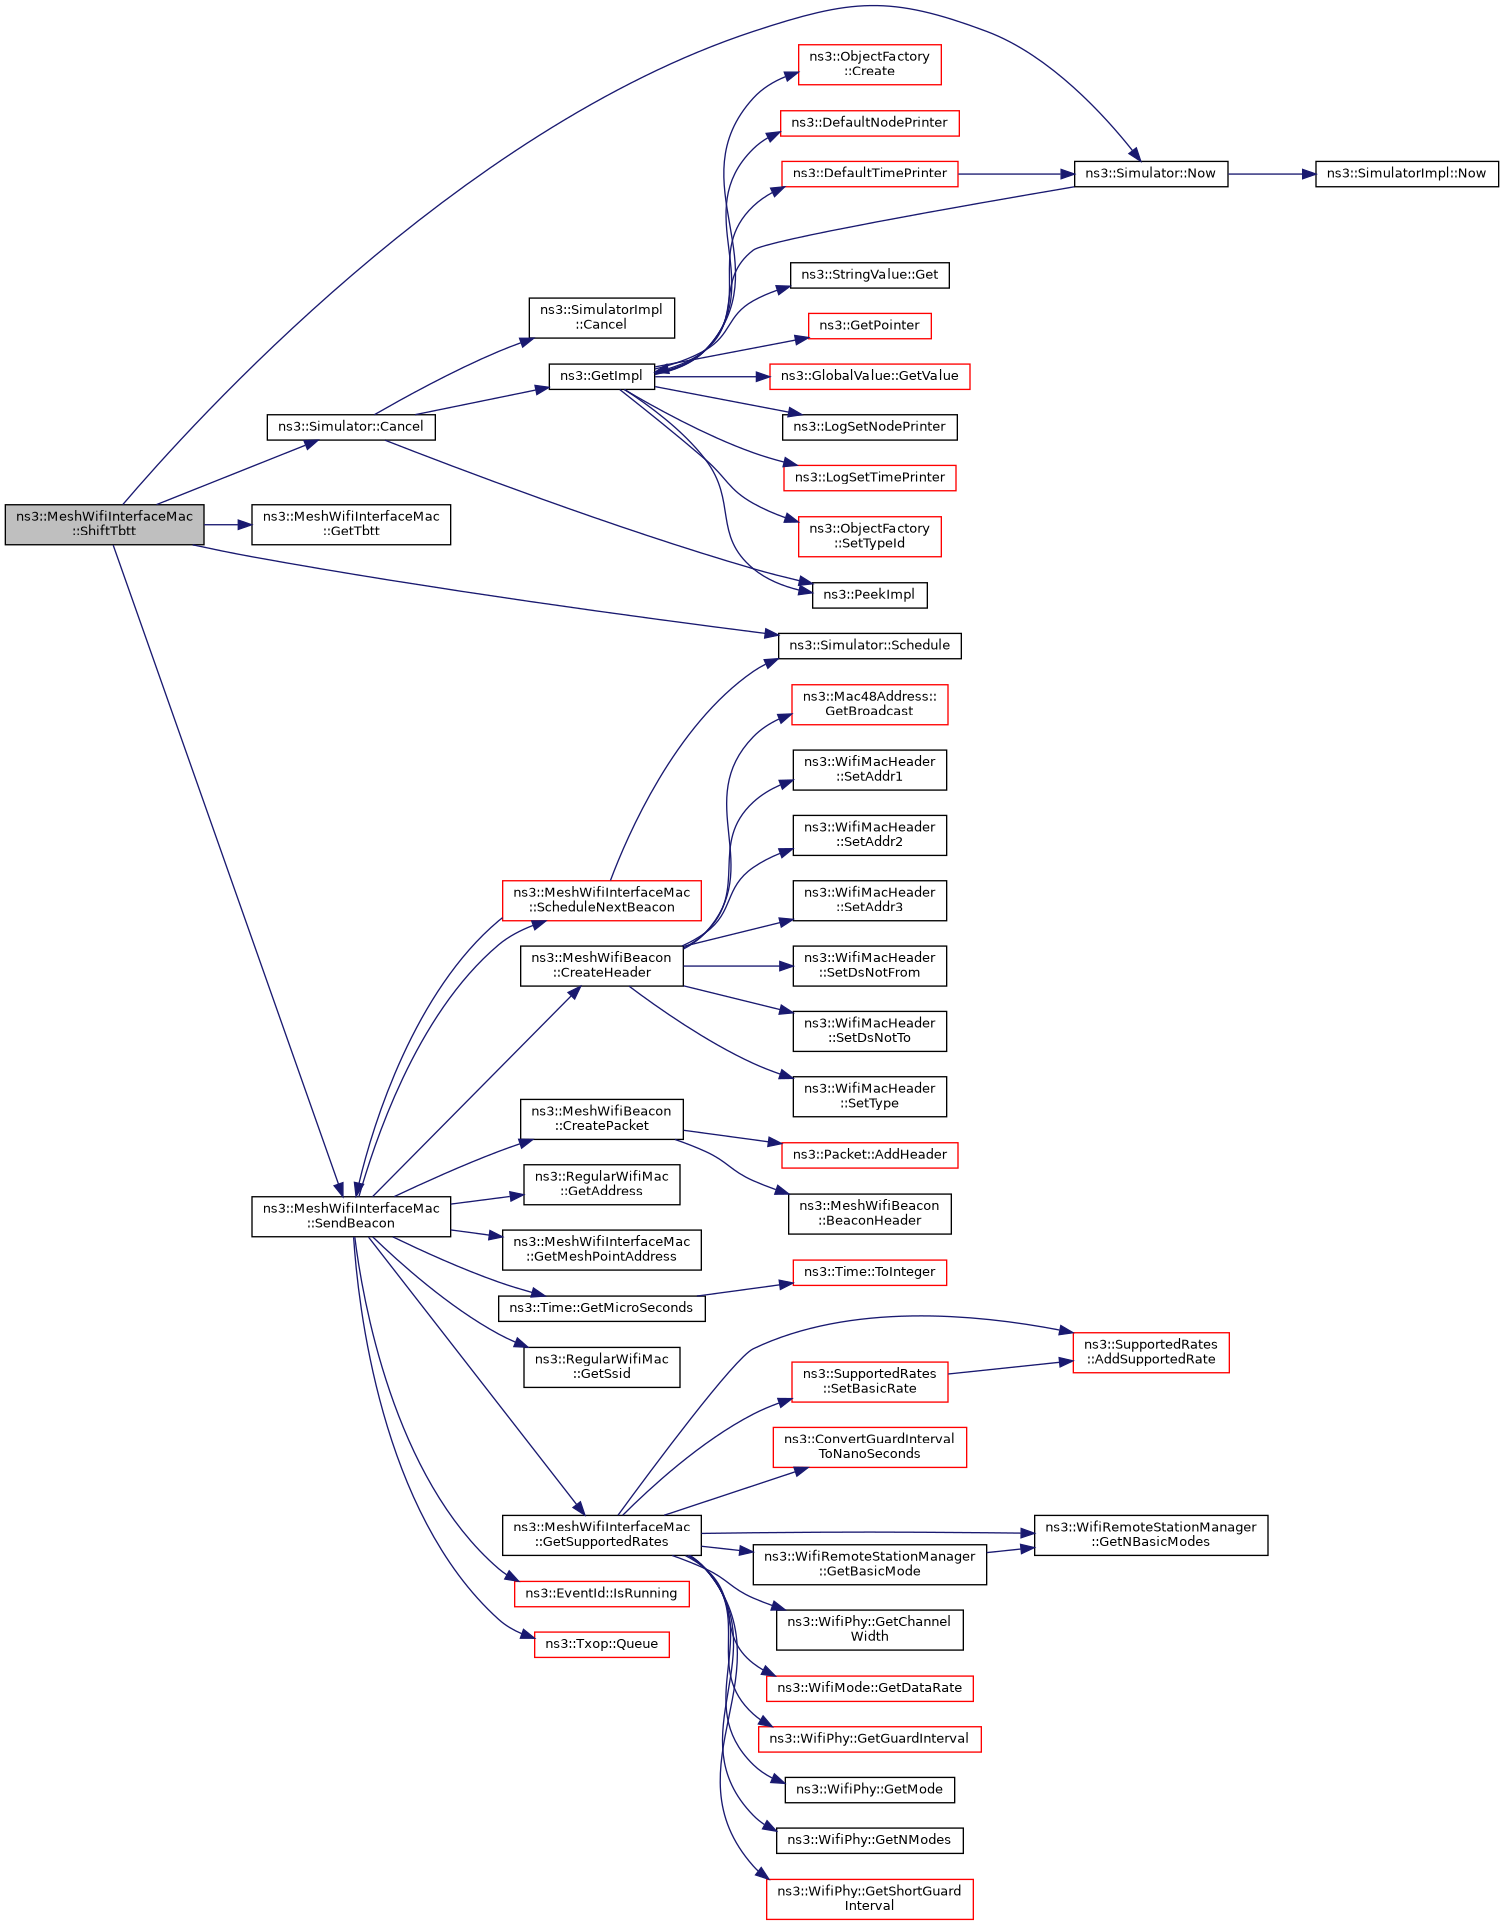 ns3::ObjectFactory
::Create
ns3::DefaultNodePrinter
ns3::DefaultTimePrinter
ns3::Simulator::Now
ns3::SimulatorImpl::Now
ns3::StringValue::Get
ns3::SimulatorImpl
::Cancel
ns3::GetPointer
ns3::GetImpl
ns3::GlobalValue::GetValue
ns3::Simulator::Cancel
ns3::LogSetNodePrinter
ns3::LogSetTimePrinter
ns3::MeshWifiInterfaceMac
::ShiftTbtt
ns3::MeshWifiInterfaceMac
::GetTbtt
ns3::ObjectFactory
::SetTypeId
ns3::PeekImpl
ns3::Simulator::Schedule
ns3::Mac48Address::
GetBroadcast
ns3::WifiMacHeader
::SetAddr1
ns3::WifiMacHeader
::SetAddr2
ns3::MeshWifiInterfaceMac
::ScheduleNextBeacon
ns3::WifiMacHeader
::SetAddr3
ns3::MeshWifiBeacon
::CreateHeader
ns3::WifiMacHeader
::SetDsNotFrom
ns3::WifiMacHeader
::SetDsNotTo
ns3::WifiMacHeader
::SetType
ns3::MeshWifiBeacon
::CreatePacket
ns3::Packet::AddHeader
ns3::RegularWifiMac
::GetAddress
ns3::MeshWifiBeacon
::BeaconHeader
ns3::MeshWifiInterfaceMac
::SendBeacon
ns3::MeshWifiInterfaceMac
::GetMeshPointAddress
ns3::Time::ToInteger
ns3::Time::GetMicroSeconds
ns3::RegularWifiMac
::GetSsid
ns3::SupportedRates
::AddSupportedRate
ns3::SupportedRates
::SetBasicRate
ns3::ConvertGuardInterval
ToNanoSeconds
ns3::MeshWifiInterfaceMac
::GetSupportedRates
ns3::WifiRemoteStationManager
::GetNBasicModes
ns3::WifiRemoteStationManager
::GetBasicMode
ns3::EventId::IsRunning
ns3::WifiPhy::GetChannel
Width
ns3::Txop::Queue
ns3::WifiMode::GetDataRate
ns3::WifiPhy::GetGuardInterval
ns3::WifiPhy::GetMode
ns3::WifiPhy::GetNModes
ns3::WifiPhy::GetShortGuard
Interval